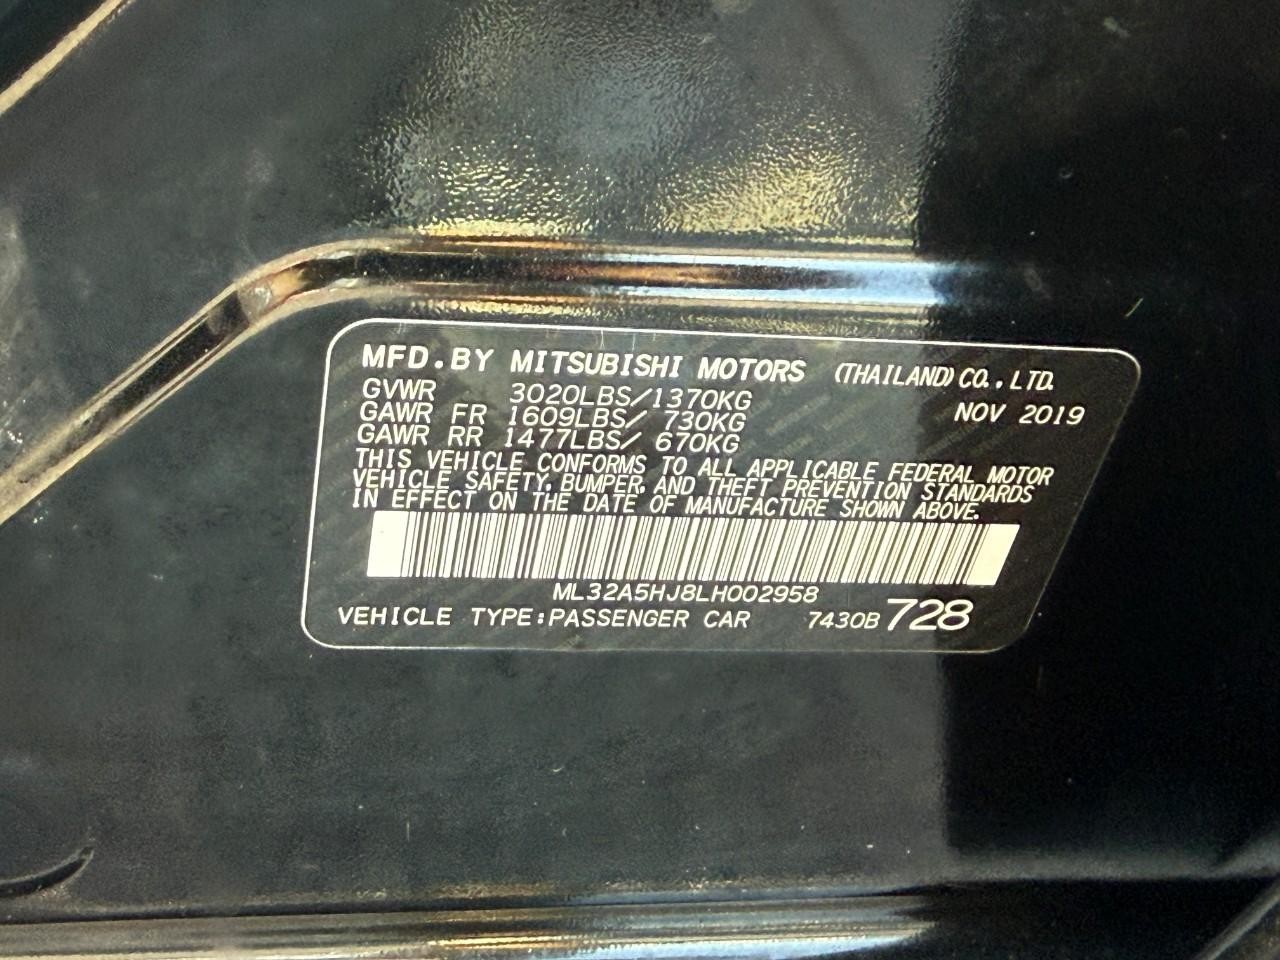 MFD.BY MITSUBISHI MOTORS (THAILAND) CO., LTD.
GVWR 3020LBS/1370KG NOV 2019
GAWR FR 1609LBS/ 730KG
GAWR RR 1477LBS/ 670KG
THIS VEHICLE CONFORMS TO ALL APPLICABLE FEDERAL MOTOR
VEHICLE SAFETY, BUMPER, AND THEFT PREVENTION STANDARDS
IN EFFECT ON THE DATE OF MANUFACTURE SHOWN ABOVE.
ML32A5HJ8LH002958
VEHICLE TYPE:PASSENGER CAR 7430B 728